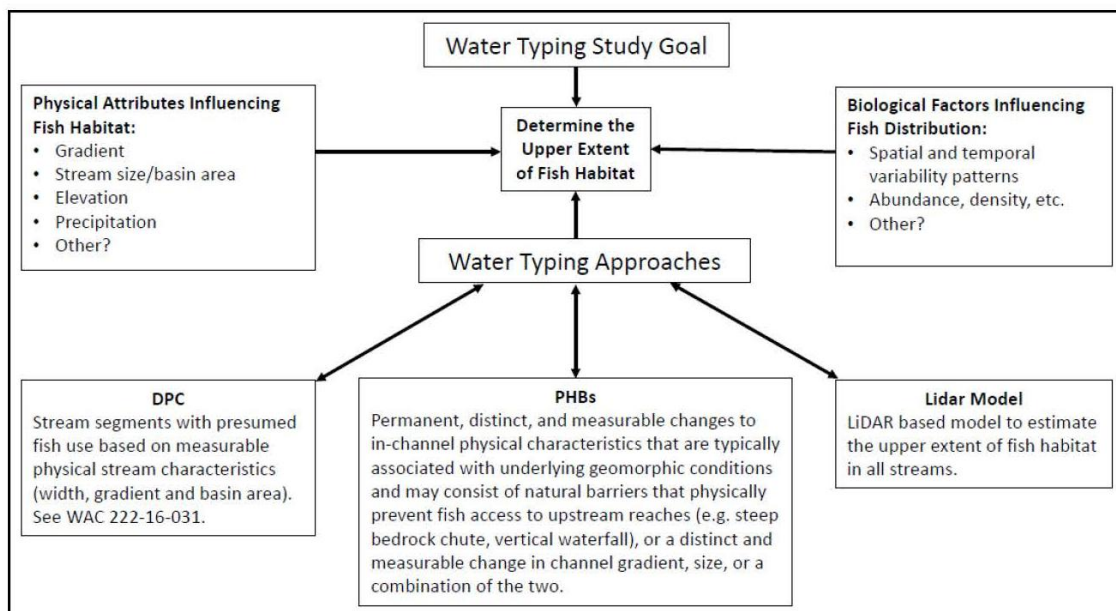 Water Typing Study Goal
Physical Attributes Influencing
Fish Habitat:
• Gradient
• Stream size/basin area
• Elevation
• Precipitation
• Other?
Determine the
Upper Extent
of Fish Habitat
Biological Factors Influencing
Fish Distribution:
• Spatial and temporal
variability patterns
• Abundance, density, etc.
• Other?
Water Typing Approaches
DPC
Stream segments with presumed
fish use based on measurable
physical stream characteristics
(width, gradient and basin area).
See WAC 222-16-031.
PHBs
Permanent, distinct, and measurable changes to
in-channel physical characteristics that are typically
associated with underlying geomorphic conditions
and may consist of natural barriers that physically
prevent fish access to upstream reaches (e.g. steep
bedrock chute, vertical waterfall), or a distinct and
measurable change in channel gradient, size, or a
combination of the two.
Lidar Model
LiDAR based model to estimate
the upper extent of fish habitat
in all streams.